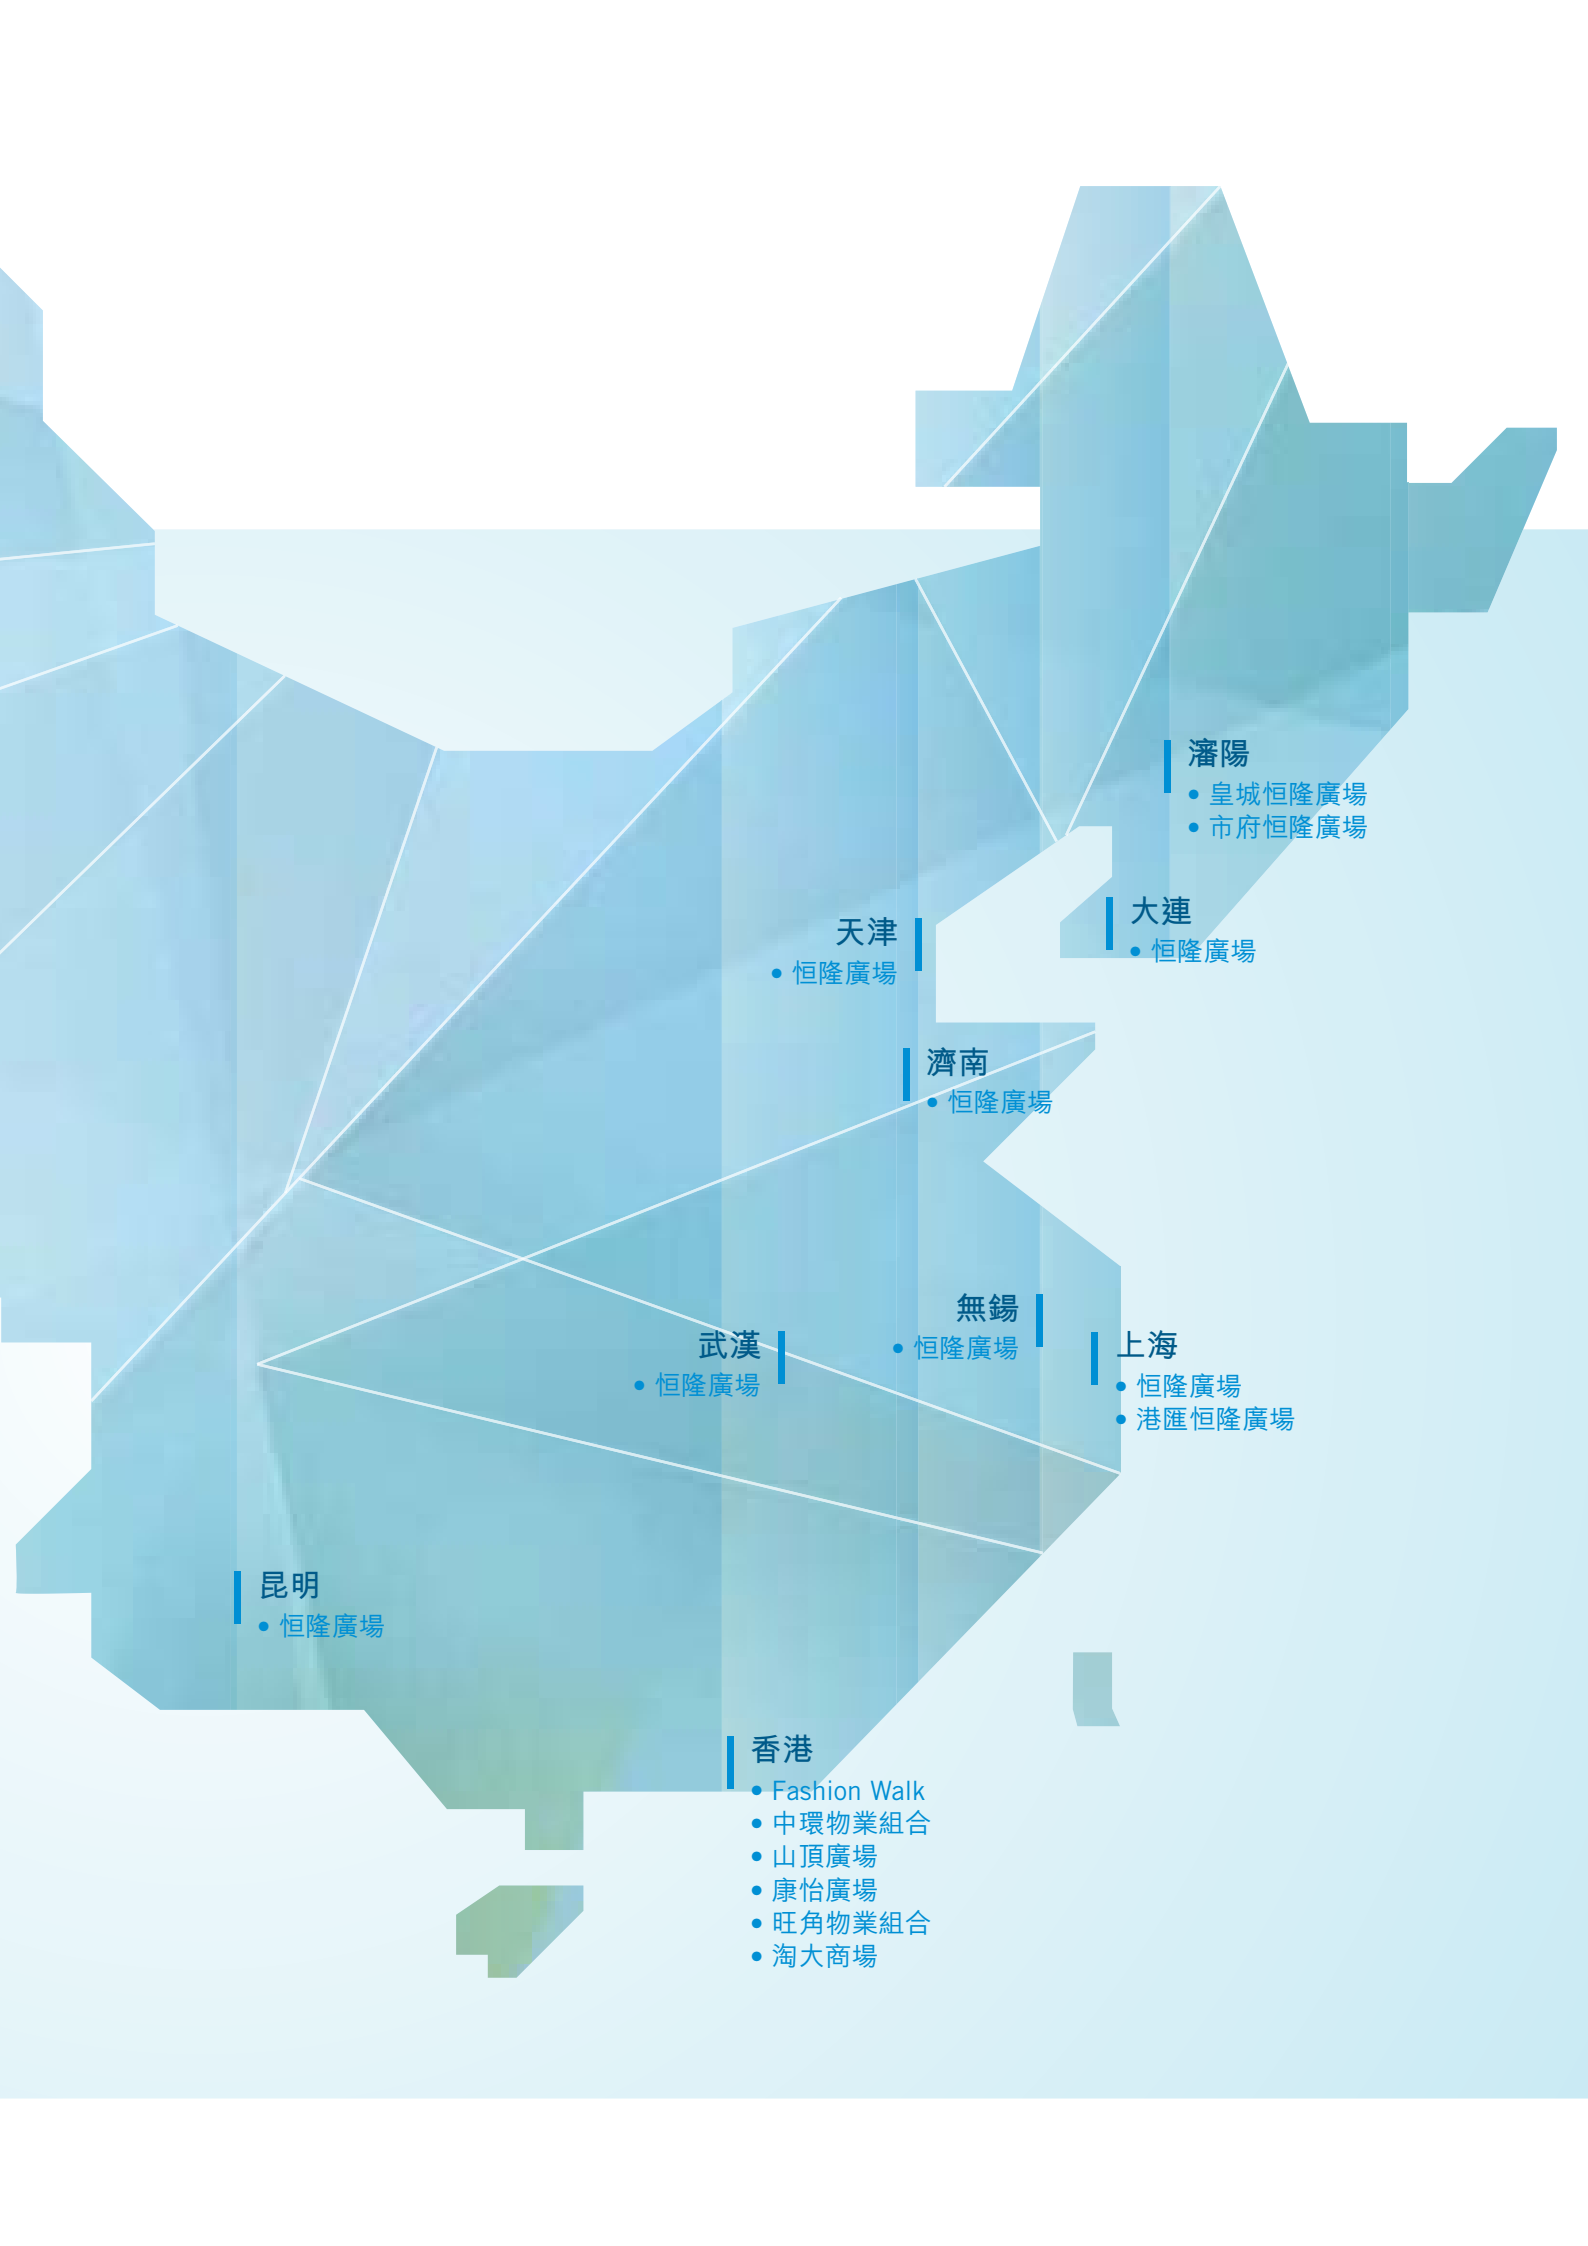 瀋陽
• 皇城恒隆廣場
• 市府恒隆廣場
大連
• 恒隆廣場
天津
• 恒隆廣場
濟南
• 恒隆廣場
無錫
• 恒隆廣場
武漢
• 恒隆廣場
上海
• 恒隆廣場
• 港匯恒隆廣場
昆明
• 恒隆廣場
香港
• Fashion Walk
• 中環物業組合
• 山頂廣場
• 康怡廣場
• 旺角物業組合
• 淘大商場